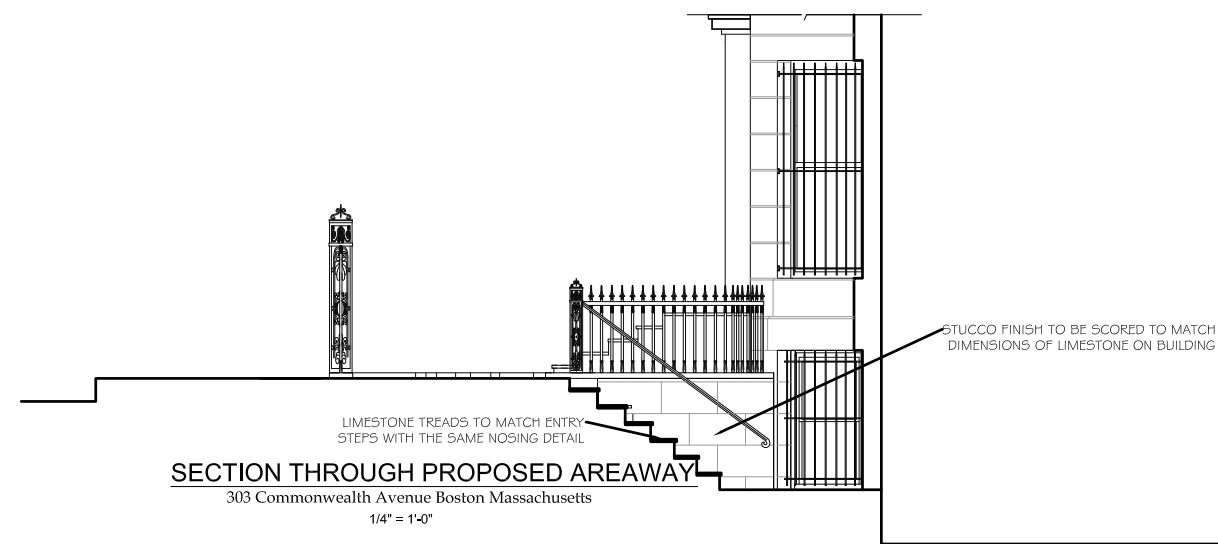 STUCCO FINISH TO BE SCORED TO MATCH
DIMENSIONS OF LIMESTONE ON BUILDING
LIMESTONE TREADS TO MATCH ENTRY
STEPS WITH THE SAME NOSING DETAIL
SECTION THROUGH PROPOSED AREAWAY
303 Commonwealth Avenue Boston Massachusetts
1/4" = 1'-0"